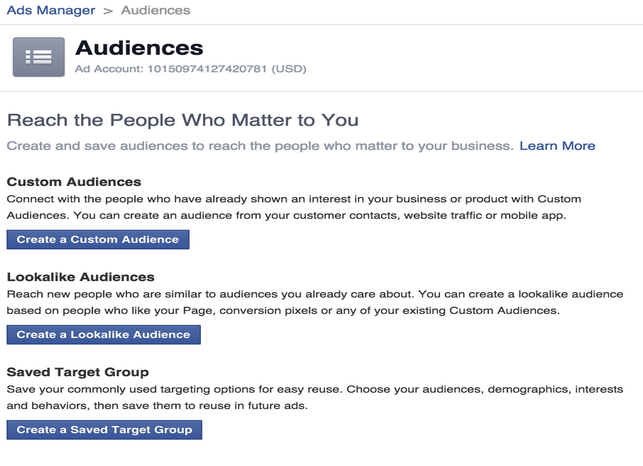 Ads Manager > Audiences
Audiences
Ad Account: 10150974127420781 (USD)
Reach the People Who Matter to You
Create and save audiences to reach the people who matter to your business. Learn More
Custom Audiences
Connect with the people who have already shown an interest in your business or product with Custom
Audiences. You can create an audience from your customer contacts, website traffic or mobile app.
Create a Custom Audience
Lookalike Audiences
Reach new people who are similar to audiences you already care about. You can create a lookalike audience
based on people who like your Page, conversion pixels or any of your existing Custom Audiences.
Create a Lookalike Audience
Saved Target Group
Save your commonly used targeting options for easy reuse. Choose your audiences, demographics, interests
and behaviors, then save them to reuse in future ads.
Create a Saved Target Group